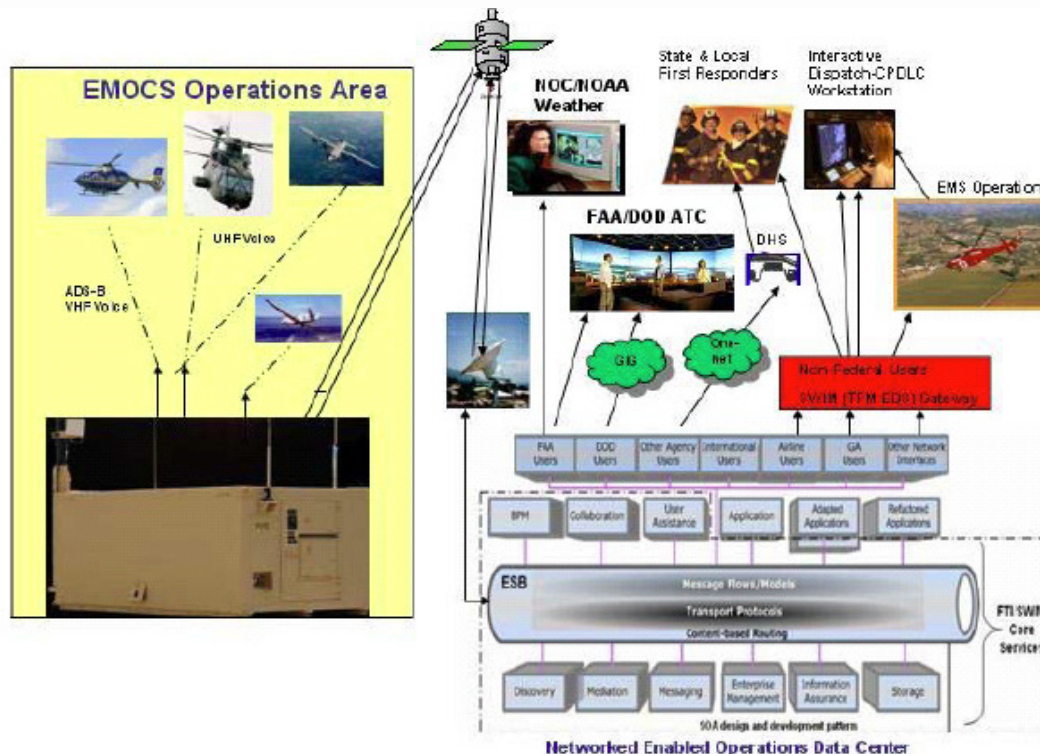 EMOCS Operations Area
UHF Voice
ADS-B
VHF Voice
NOC/NOAA
Weather
State & Local
First Responders
Interactive
Dispatch-CPDLC
Workstation
FAA/DOD ATC
DHS
EMS Operation
GIG
One-
net
Non-Federal Users
SWIM (TFM EDS) Gateway
FAA
Users
DOD
Users
Other Agency
Users
International
Users
Airline
Users
GA
Users
Other Network
Interfaces
BPM
Collaboration
User
Assistance
Application
Adapted
Applications
Refactored
Applications
ESB
Message Flows/Models
Transport Protocols
Content-based Routing
FTI SWIM
Core
Services
Discovery
Mediation
Messaging
Enterprise
Management
Information
Assurance
Storage
SOA design and development pattern
Networked Enabled Operations Data Center